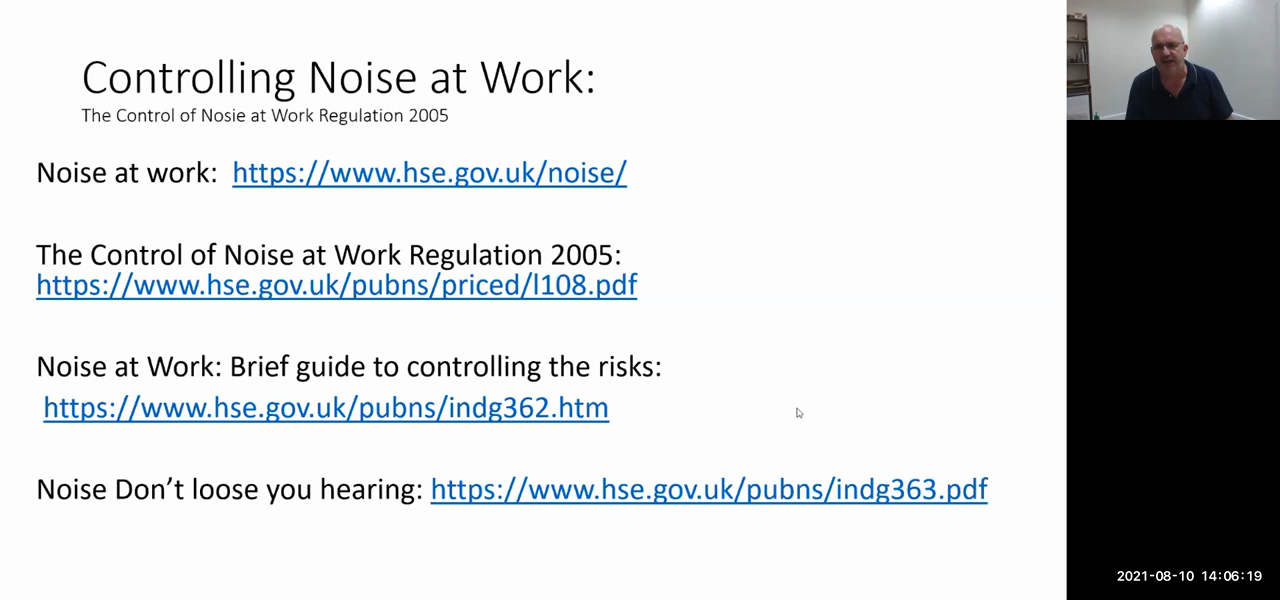 Controlling Noise at Work:
The Control of Nosie at Work Regulation 2005
Noise at work:  https://www.hse.gov.uk/noise/
The Control of Noise at Work Regulation 2005:
https://www.hse.gov.uk/pubns/priced/l108.pdf
Noise at Work: Brief guide to controlling the risks:
https://www.hse.gov.uk/pubns/indg362.htm
Noise Don’t loose you hearing: https://www.hse.gov.uk/pubns/indg363.pdf
2021-08-10 14:06:19